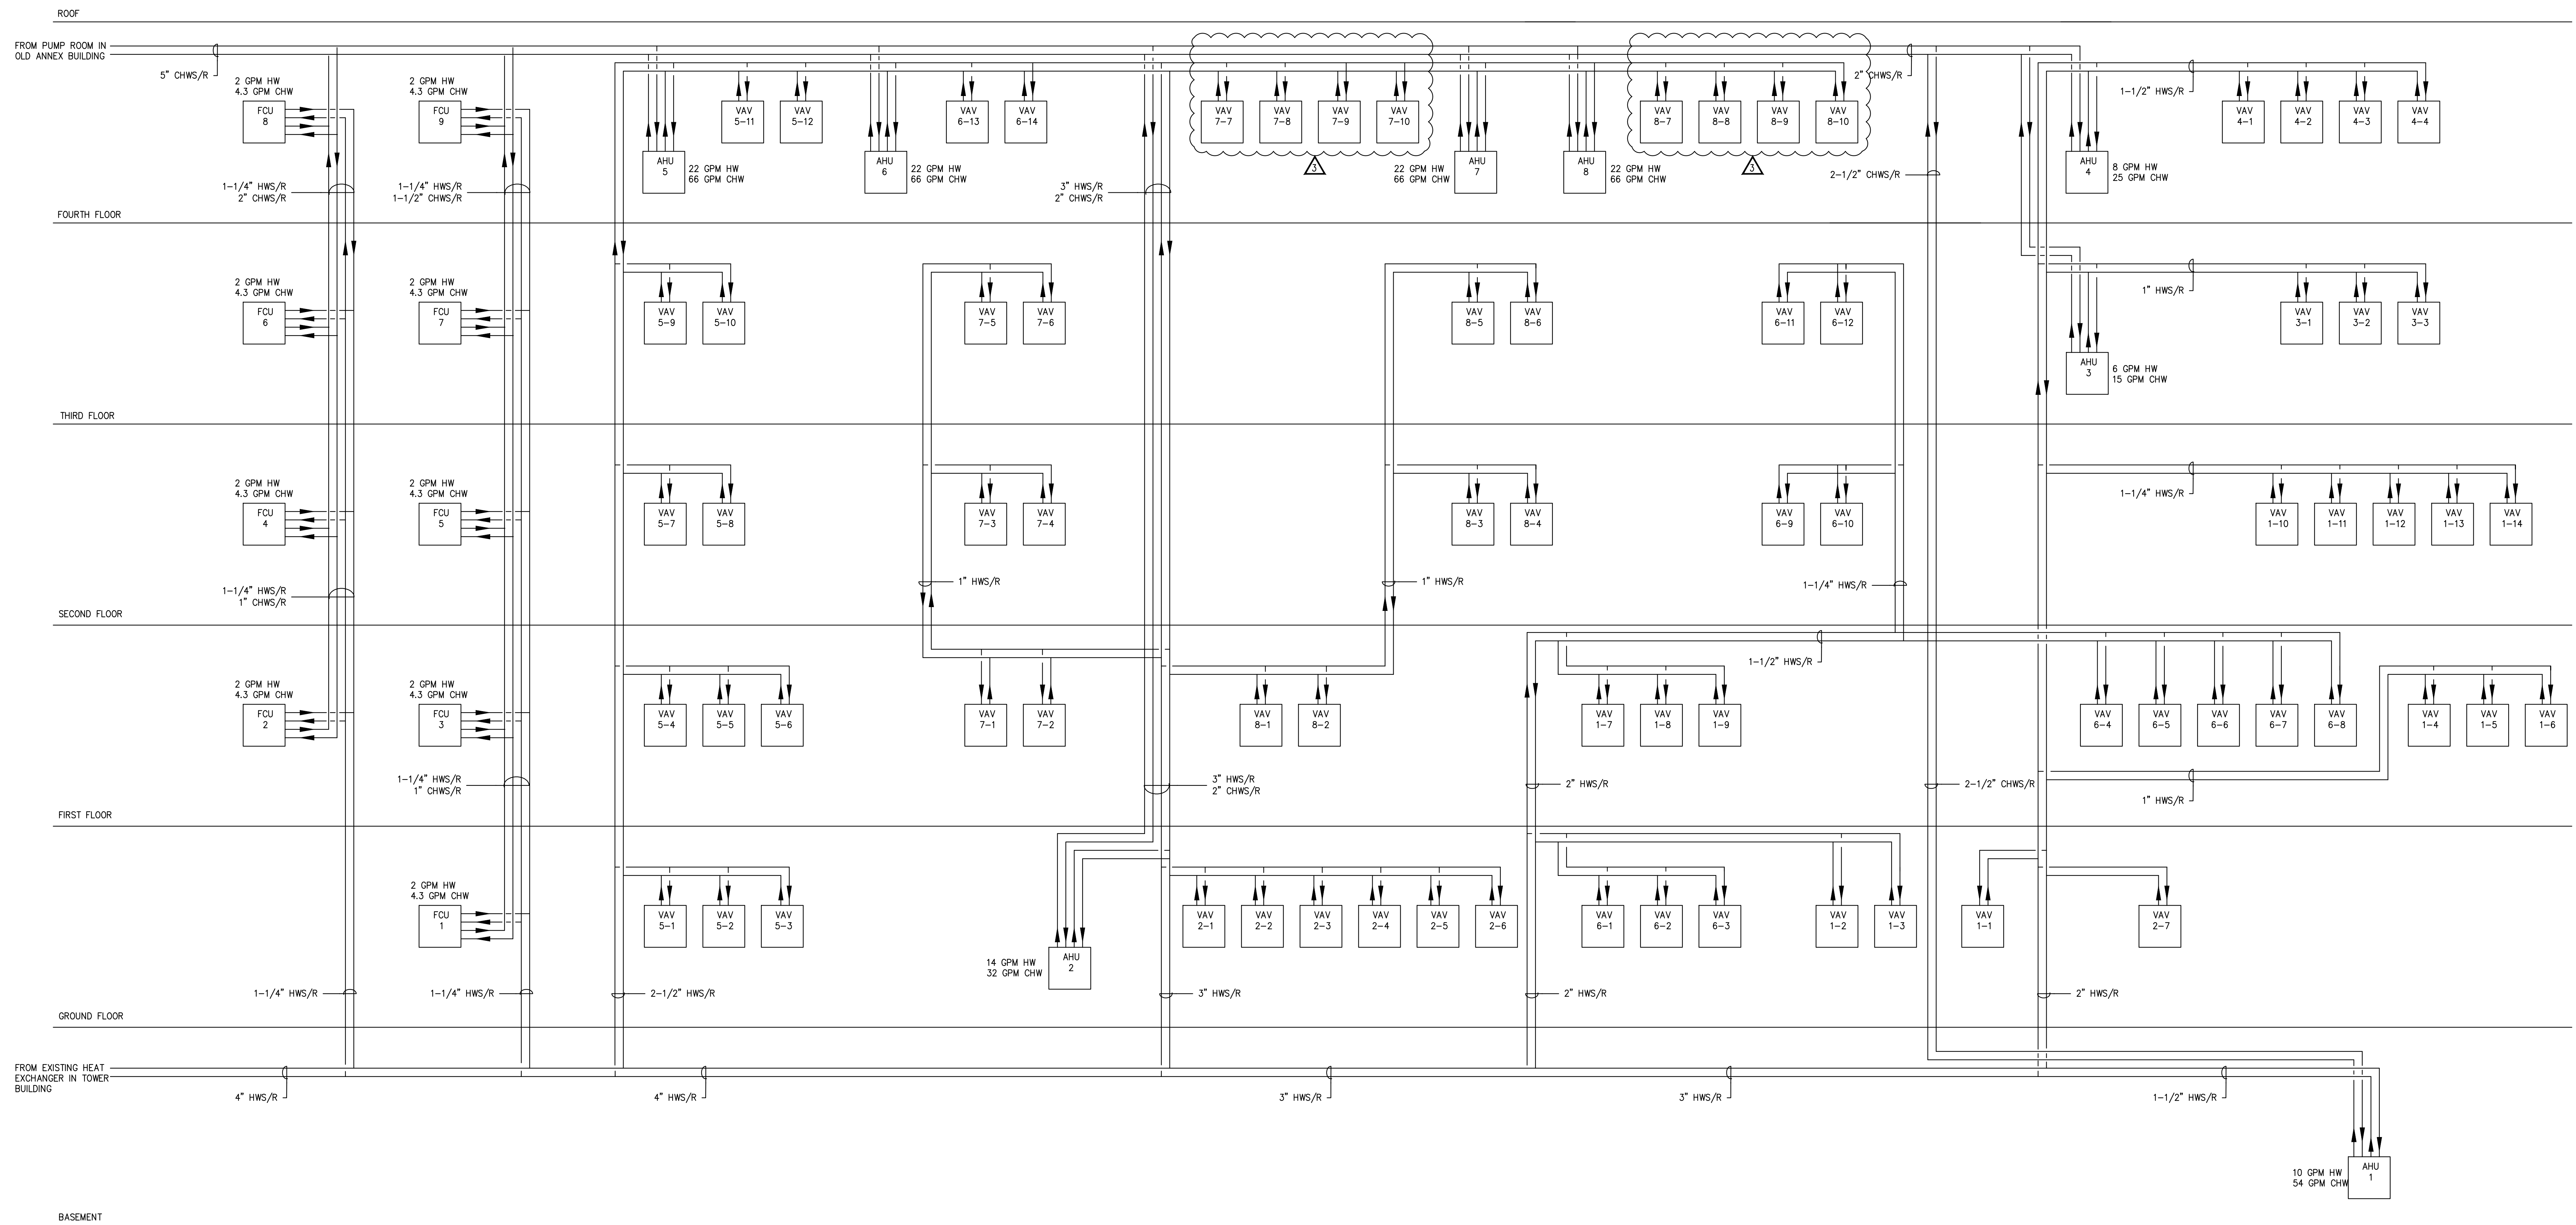 ROOF
FROM PUMP ROOM IN
OLD ANNEX BUILDING
5" CHWS/R
2 GPM HW
4.3 GPM CHW
FCU
8
2 GPM HW
4.3 GPM CHW
FCU
9
1-1/4" HWS/R
2" CHWS/R
1-1/4" HWS/R
1-1/2" CHWS/R
AHU
5
22 GPM HW
66 GPM CHW
VAV
5-11
VAV
5-12
AHU
6
22 GPM HW
66 GPM CHW
VAV
6-13
VAV
6-14
3" HWS/R
2" CHWS/R
VAV
7-7
VAV
7-8
VAV
7-9
VAV
7-10
3
22 GPM HW
66 GPM CHW
AHU
7
AHU
8
22 GPM HW
66 GPM CHW
VAV
8-7
VAV
8-8
VAV
8-9
VAV
8-10
3
2" CHWS/R
2-1/2" CHWS/R
AHU
4
8 GPM HW
25 GPM CHW
1-1/2" HWS/R
VAV
4-1
VAV
4-2
VAV
4-3
VAV
4-4
FOURTH FLOOR
2 GPM HW
4.3 GPM CHW
FCU
6
2 GPM HW
4.3 GPM CHW
FCU
7
VAV
5-9
VAV
5-10
VAV
7-5
VAV
7-6
VAV
8-5
VAV
8-6
VAV
6-11
VAV
6-12
AHU
3
6 GPM HW
15 GPM CHW
1" HWS/R
VAV
3-1
VAV
3-2
VAV
3-3
THIRD FLOOR
2 GPM HW
4.3 GPM CHW
FCU
4
2 GPM HW
4.3 GPM CHW
FCU
5
VAV
5-7
VAV
5-8
VAV
7-3
VAV
7-4
VAV
8-3
VAV
8-4
VAV
6-9
VAV
6-10
1-1/4" HWS/R
VAV
1-10
VAV
1-11
VAV
1-12
VAV
1-13
VAV
1-14
1-1/4" HWS/R
1" CHWS/R
1" HWS/R
1" HWS/R
1-1/4" HWS/R
SECOND FLOOR
2 GPM HW
4.3 GPM CHW
FCU
2
2 GPM HW
4.3 GPM CHW
FCU
3
VAV
5-4
VAV
5-5
VAV
5-6
VAV
7-1
VAV
7-2
VAV
8-1
VAV
8-2
VAV
1-7
VAV
1-8
VAV
1-9
1-1/2" HWS/R
VAV
6-4
VAV
6-5
VAV
6-6
VAV
6-7
VAV
6-8
VAV
1-4
VAV
1-5
VAV
1-6
1-1/4" HWS/R
1" CHWS/R
3" HWS/R
2" CHWS/R
2" HWS/R
2-1/2" CHWS/R
1" HWS/R
FIRST FLOOR
2 GPM HW
4.3 GPM CHW
FCU
1
VAV
5-1
VAV
5-2
VAV
5-3
14 GPM HW
32 GPM CHW
AHU
2
VAV
2-1
VAV
2-2
VAV
2-3
VAV
2-4
VAV
2-5
VAV
2-6
VAV
6-1
VAV
6-2
VAV
6-3
VAV
1-2
VAV
1-3
VAV
1-1
VAV
2-7
1-1/4" HWS/R
1-1/4" HWS/R
2-1/2" HWS/R
3" HWS/R
2" HWS/R
2" HWS/R
GROUND FLOOR
FROM EXISTING HEAT
EXCHANGER IN TOWER
BUILDING
4" HWS/R
4" HWS/R
3" HWS/R
3" HWS/R
1-1/2" HWS/R
10 GPM HW
54 GPM CHW
AHU
1
BASEMENT